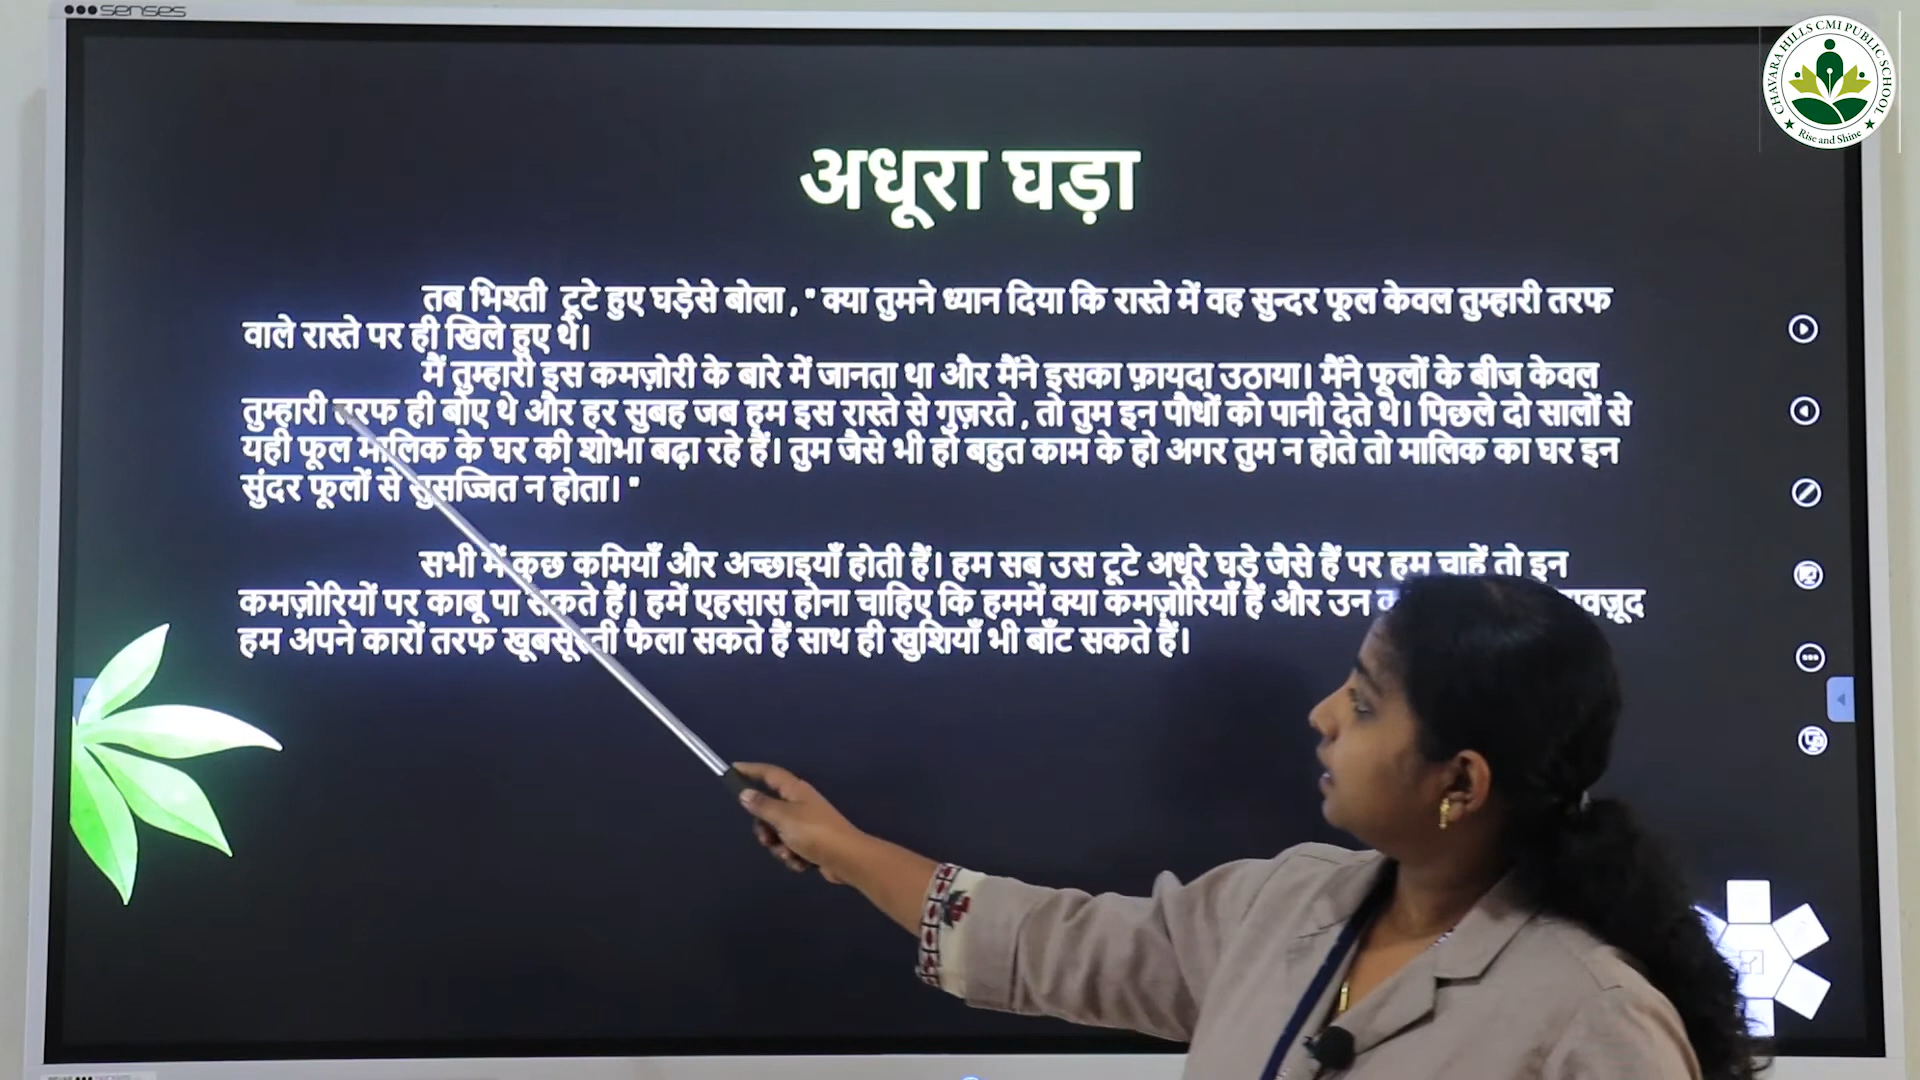 senses
CHAVARA HILLS CMI PUBLIC SCHOOL
Rise and Shine
अधूरा घड़ा
तब भिश्ती टूटे हुए घड़ेसे बोला , " क्या तुमने ध्यान दिया कि रास्ते में वह सुन्दर फूल केवल तुम्हारी तरफ
वाले रास्ते पर ही खिले हुए थे।
मैं तुम्हारी इस कमज़ोरी के बारे में जानता था और मैंने इसका फ़ायदा उठाया। मैंने फूलों के बीज केवल
तुम्हारी तरफ ही बोए थे और हर सुबह जब हम इस रास्ते से गुज़रते , तो तुम इन पौधों को पानी देते थे। पिछले दो सालों से
यही फूल मालिक के घर की शोभा बढ़ा रहे हैं। तुम जैसे भी हो बहुत काम के हो अगर तुम न होते तो मालिक का घर इन
सुंदर फूलों से सुसज्जित न होता। "
सभी में कुछ कमियाँ और अच्छाइयाँ होती हैं। हम सब उस टूटे अधूरे घड़े जैसे हैं पर हम चाहें तो इन
कमज़ोरियों पर काबू पा सकते हैं। हमें एहसास होना चाहिए कि हममें क्या कमज़ोरियाँ हैं और उन
हम अपने कारों तरफ खूबसूरती फैला सकते हैं साथ ही खुशियाँ भी बाँट सकते हैं।